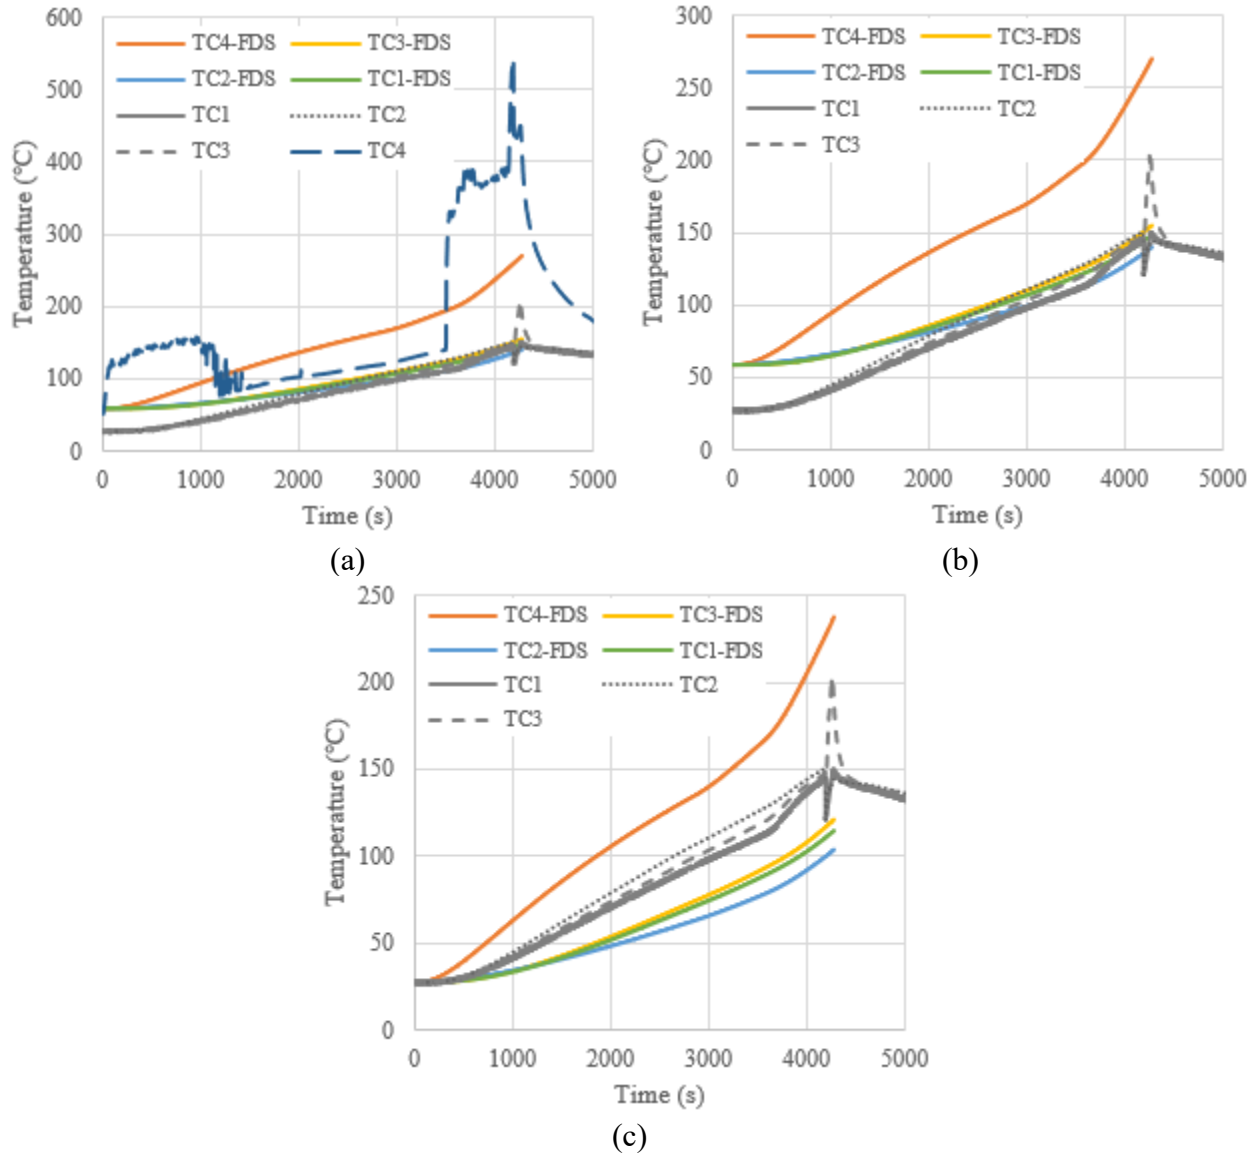 600
500
400
300
200
100
0
Temperature (℃)
TC4-FDS TC3-FDS
TC2-FDS TC1-FDS
TC1 TC2
TC3 TC4
0 1000 2000 3000 4000 5000
Time (s)
(a)
300
250
200
150
100
50
0
Temperature (℃)
TC4-FDS TC3-FDS
TC2-FDS TC1-FDS
TC1 TC2
TC3
0 1000 2000 3000 4000 5000
Time (s)
(b)
250
200
150
100
50
0
Temperature (℃)
TC4-FDS TC3-FDS
TC2-FDS TC1-FDS
TC1 TC2
TC3
0 1000 2000 3000 4000 5000
Time (s)
(c)